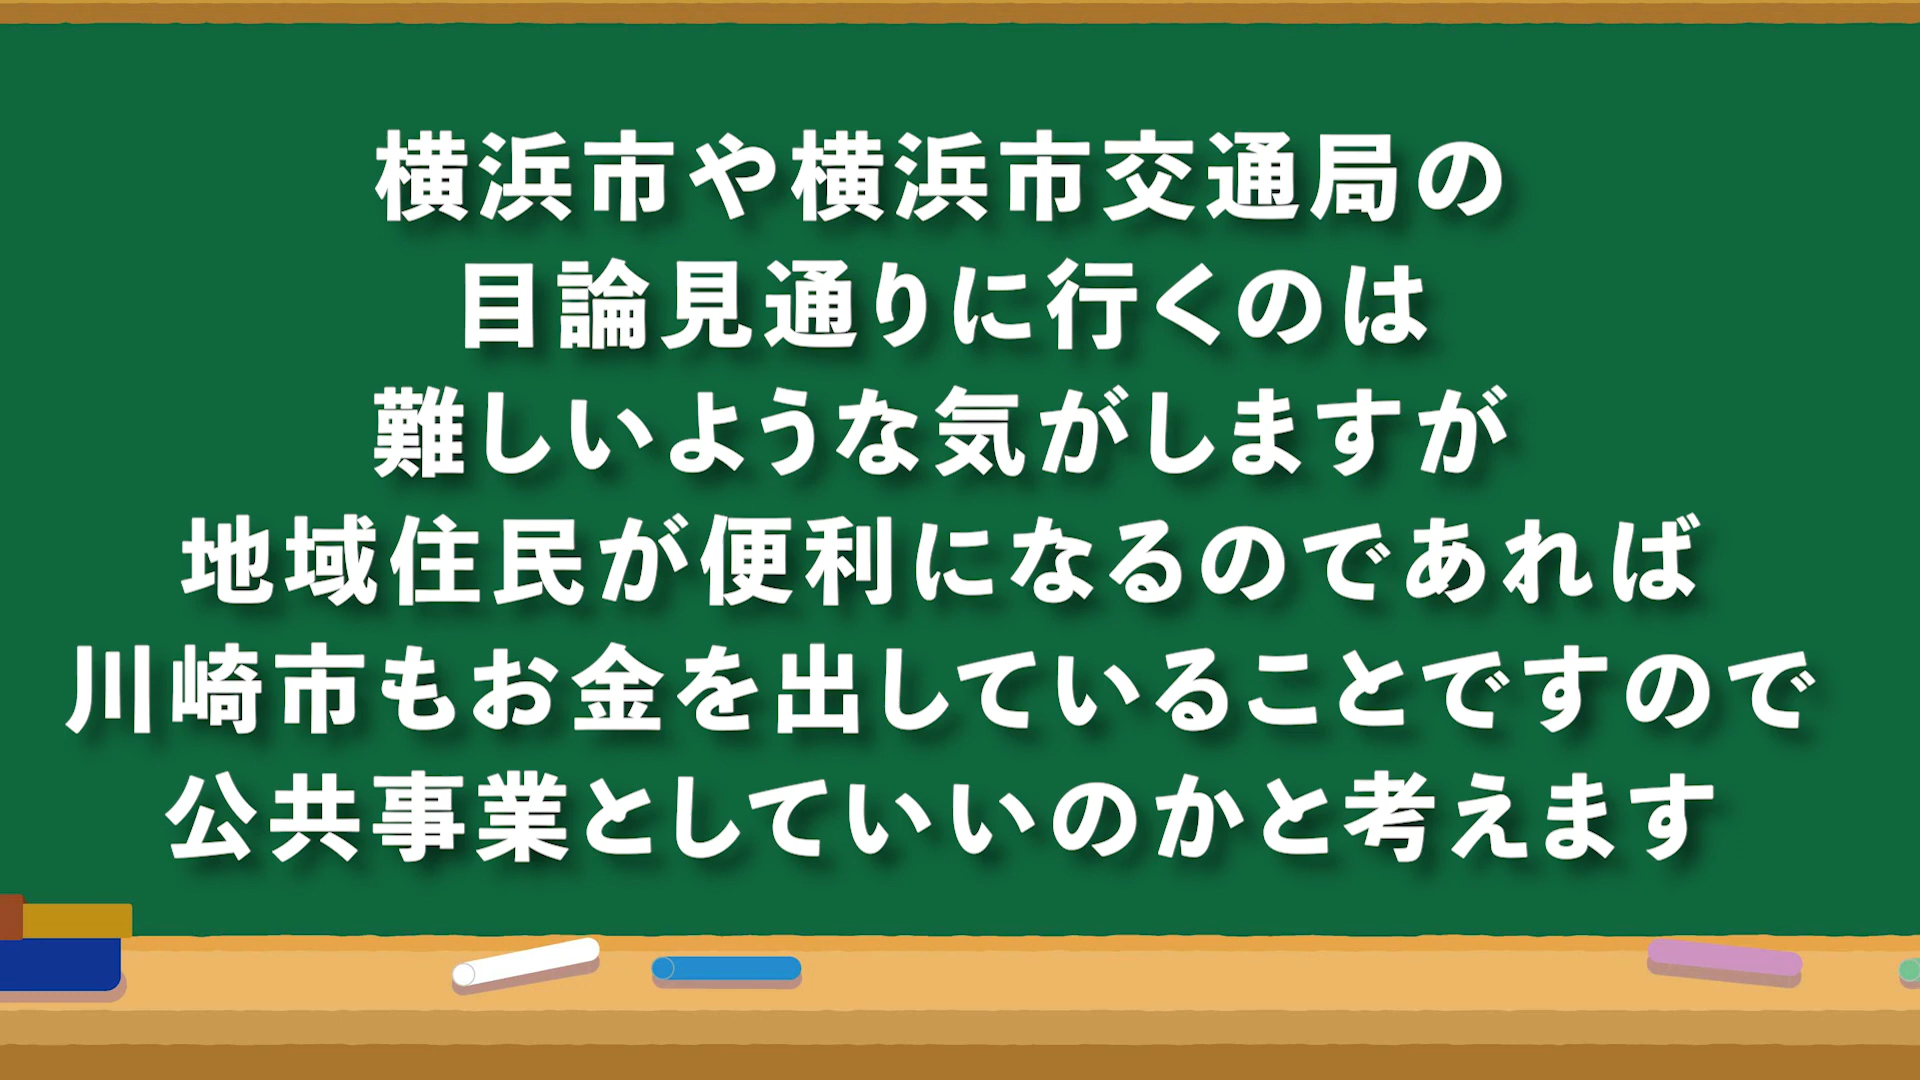 横浜市や横浜市交通局の
目論見通りに行くのは
難しいような気がしますが
地域住民が便利になるのであれば
川崎市もお金を出していることですので
公共事業としていいのかと考えます